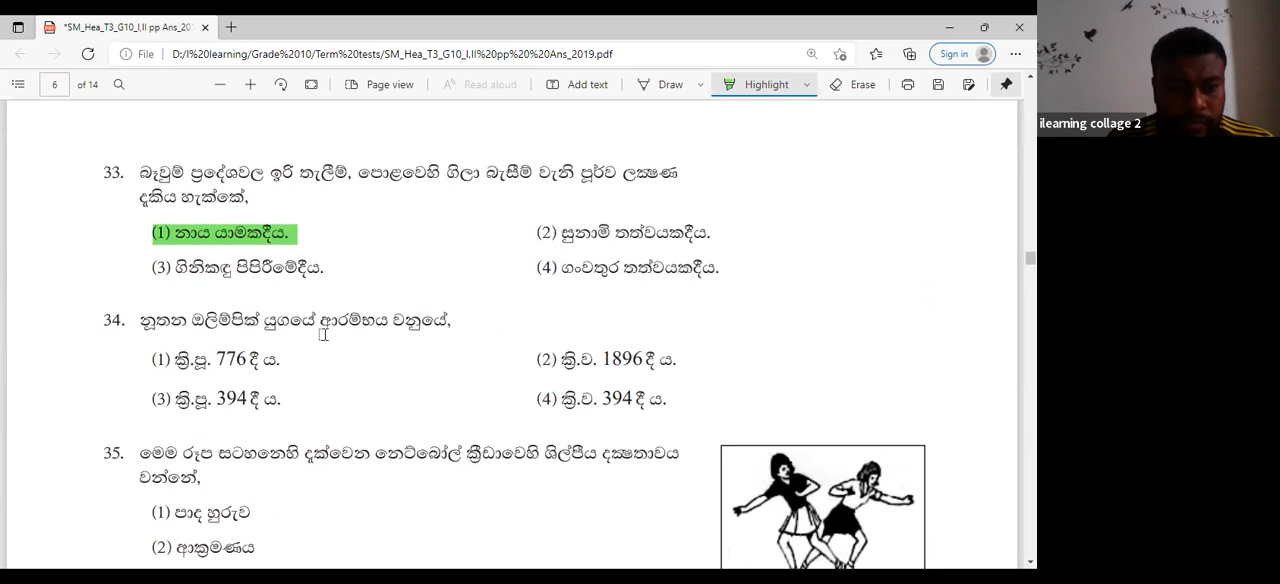 *SM_Hea_T3_G10_I,II pp Ans_201
File D:/I%20learning/Grade%2010/Term%20tests/SM_Hea_T3_G10_I.II%20pp%20%20Ans_2019.pdf Sign in
6 of 14 Page view Read aloud Add text Draw Highlight Erase
ilearning collage 2
33. බෑවුම් ප්‍රදේශවල ඉරි තැලීම්, පොළවෙහි ගිලා බැසීම් වැනි පූර්ව ලක්‍ෂණ
දැකිය හැක්කේ,
(1) නාය යාමකදීය. (2) සුනාමි තත්වයකදීය.
(3) ගිනිකඳු පිපිරීමේදීය. (4) ගංවතුර තත්වයකදීය.
34. නූතන ඔලිම්පික් යුගයේ ආරම්භය වනුයේ,
(1) ක්‍රි.පූ. 776 දී ය. (2) ක්‍රි.ව. 1896 දී ය.
(3) ක්‍රි.පූ. 394 දී ය. (4) ක්‍රි.ව. 394 දී ය.
35. මෙම රූප සටහනෙහි දැක්වෙන නෙට්බෝල් ක්‍රීඩාවෙහි ශිල්පීය දක්‍ෂතාවය
වන්නේ,
(1) පාද හුරුව
(2) ආක්‍රමණය